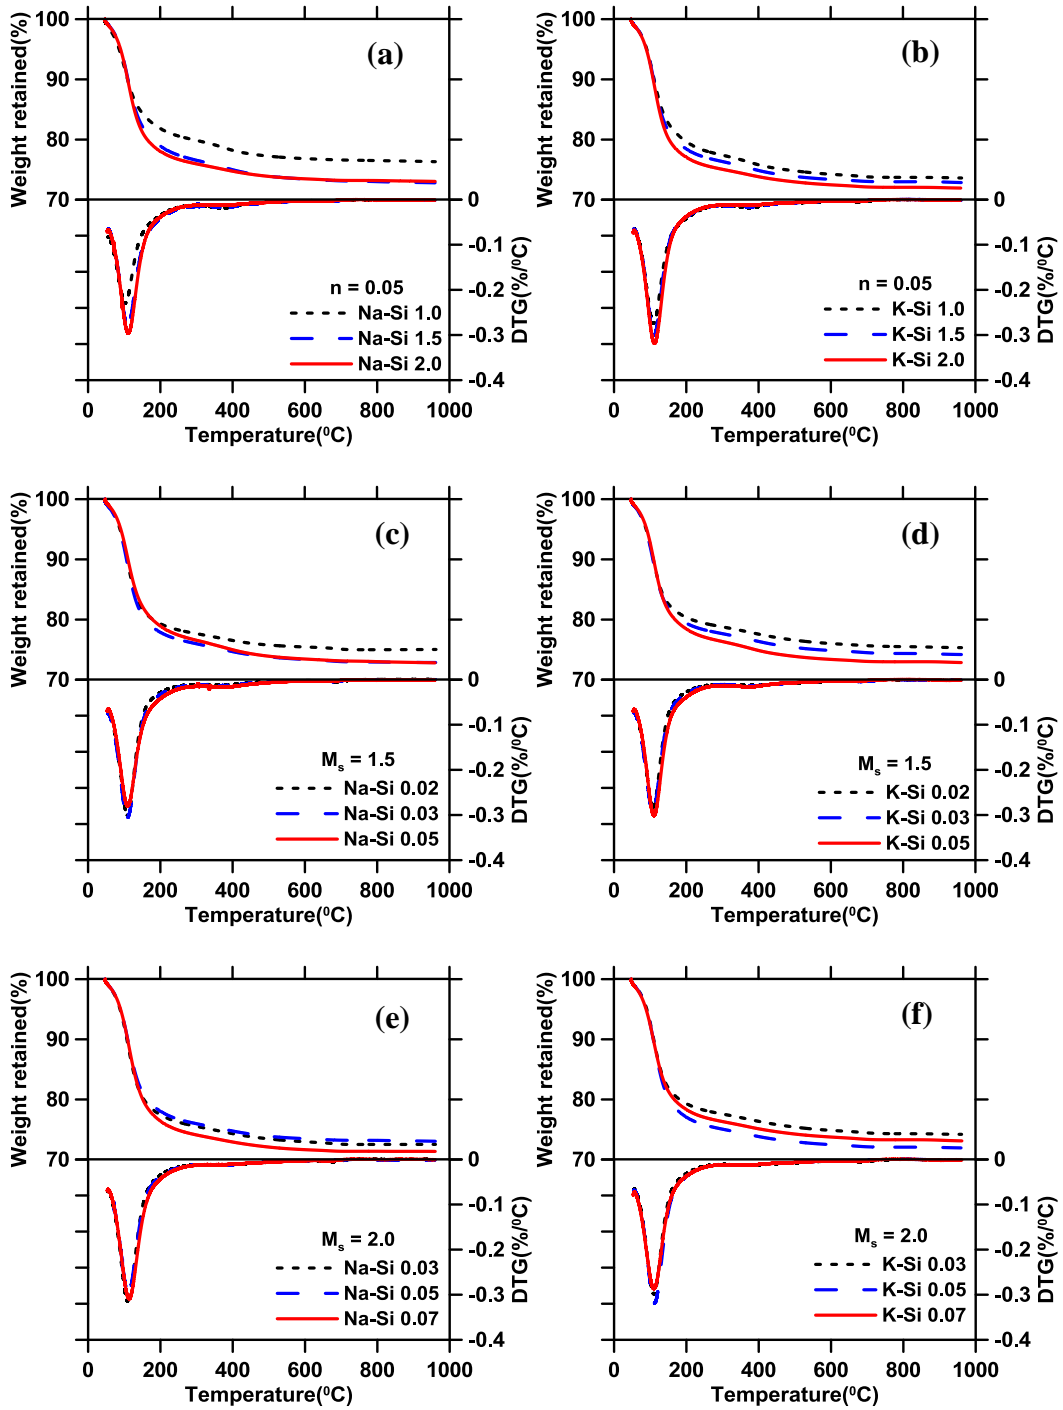 Weight retained(%)
100
90
80
70
(a)
0
-0.1
-0.2
-0.3
-0.4
DTG(%/⁰C)
n = 0.05
Na-Si 1.0
Na-Si 1.5
Na-Si 2.0
0 200 400 600 800 1000
Temperature(⁰C)
Weight retained(%)
100
90
80
70
(b)
0
-0.1
-0.2
-0.3
-0.4
DTG(%/⁰C)
n = 0.05
K-Si 1.0
K-Si 1.5
K-Si 2.0
0 200 400 600 800 1000
Temperature(⁰C)
Weight retained(%)
100
90
80
70
(c)
0
-0.1
-0.2
-0.3
-0.4
DTG(%/⁰C)
Mₛ = 1.5
Na-Si 0.02
Na-Si 0.03
Na-Si 0.05
0 200 400 600 800 1000
Temperature(⁰C)
Weight retained(%)
100
90
80
70
(d)
0
-0.1
-0.2
-0.3
-0.4
DTG(%/⁰C)
Mₛ = 1.5
K-Si 0.02
K-Si 0.03
K-Si 0.05
0 200 400 600 800 1000
Temperature(⁰C)
Weight retained(%)
100
90
80
70
(e)
0
-0.1
-0.2
-0.3
-0.4
DTG(%/⁰C)
Mₛ = 2.0
Na-Si 0.03
Na-Si 0.05
Na-Si 0.07
0 200 400 600 800 1000
Temperature(⁰C)
Weight retained(%)
100
90
80
70
(f)
0
-0.1
-0.2
-0.3
-0.4
DTG(%/⁰C)
Mₛ = 2.0
K-Si 0.03
K-Si 0.05
K-Si 0.07
0 200 400 600 800 1000
Temperature(⁰C)